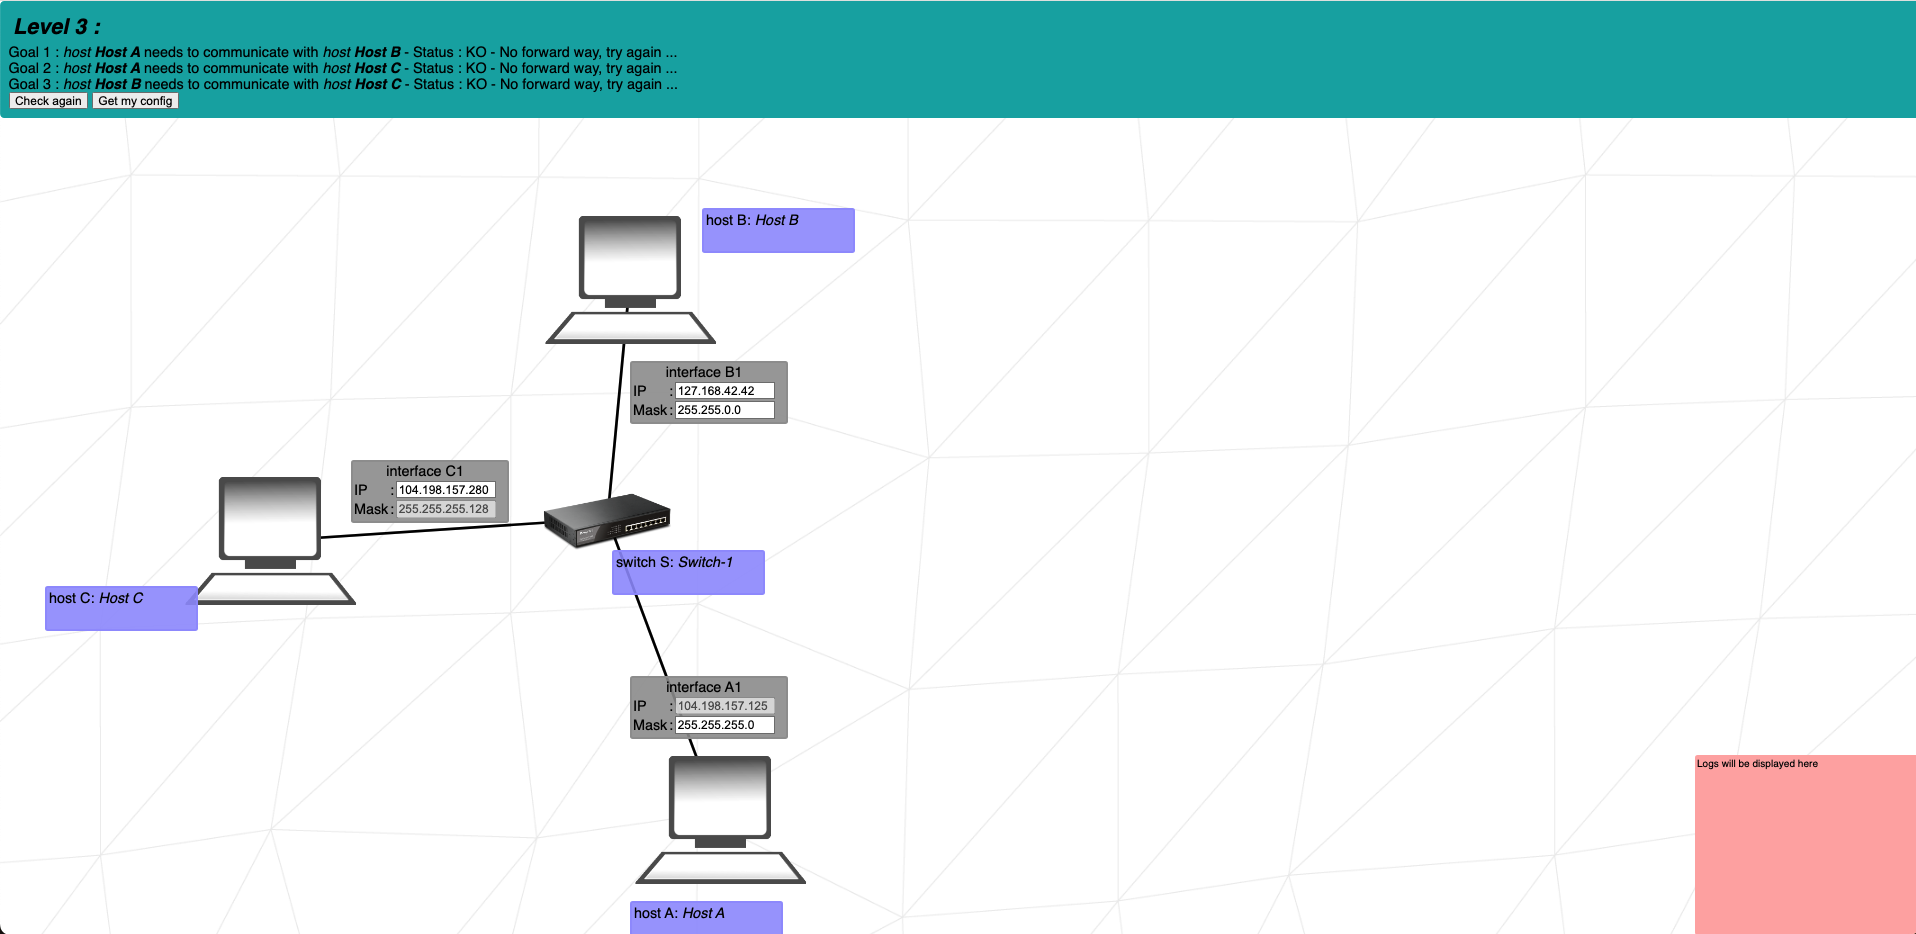 Level 3 :
Goal 1 : host Host A needs to communicate with host Host B - Status : KO - No forward way, try again ...
Goal 2 : host Host A needs to communicate with host Host C - Status : KO - No forward way, try again ...
Goal 3 : host Host B needs to communicate with host Host C - Status : KO - No forward way, try again ...
Check again Get my config
host B: Host B
interface B1
IP : 127.168.42.42
Mask : 255.255.0.0
interface C1
IP : 104.198.157.280
Mask : 255.255.255.128
switch S: Switch-1
host C: Host C
interface A1
IP : 104.198.157.125
Mask : 255.255.255.0
Logs will be displayed here
host A: Host A